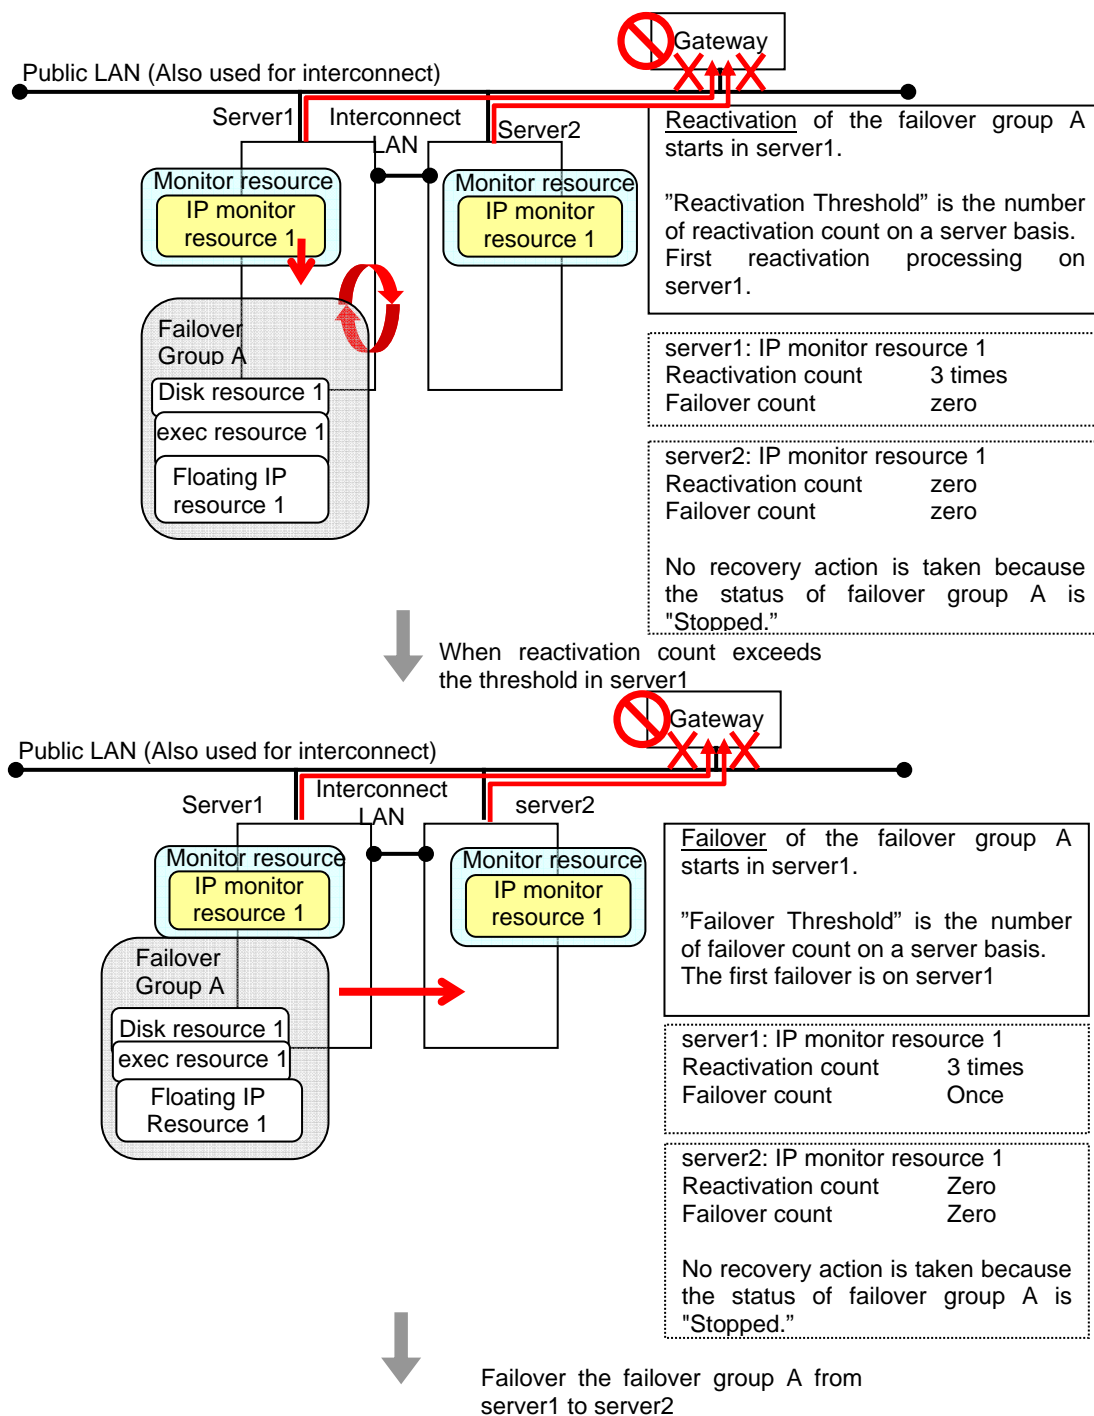 Gateway
Public LAN (Also used for interconnect)
Server1
Interconnect
LAN
Server2
Monitor resource
IP monitor
resource 1
Monitor resource
IP monitor
resource 1
Failover
Group A
Disk resource 1
exec resource 1
Floating IP
resource 1
Reactivation of the failover group A
starts in server1.
”Reactivation Threshold” is the number
of reactivation count on a server basis.
First reactivation processing on
server1.
server1: IP monitor resource 1
Reactivation count 3 times
Failover count zero
server2: IP monitor resource 1
Reactivation count zero
Failover count zero
No recovery action is taken because
the status of failover group A is
"Stopped.”
When reactivation count exceeds
the threshold in server1
Gateway
Public LAN (Also used for interconnect)
Server1
Interconnect
LAN
server2
Monitor resource
IP monitor
resource 1
Monitor resource
IP monitor
resource 1
Failover
Group A
Disk resource 1
exec resource 1
Floating IP
Resource 1
Failover of the failover group A
starts in server1.
”Failover Threshold” is the number
of failover count on a server basis.
The first failover is on server1
server1: IP monitor resource 1
Reactivation count 3 times
Failover count Once
server2: IP monitor resource 1
Reactivation count Zero
Failover count Zero
No recovery action is taken because
the status of failover group A is
"Stopped.”
Failover the failover group A from
server1 to server2